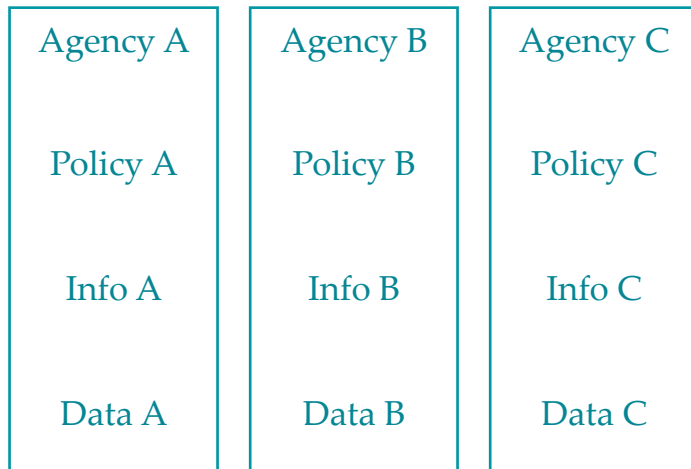 Agency A
Policy A
Info A
Data A
Agency B
Policy B
Info B
Data B
Agency C
Policy C
Info C
Data C